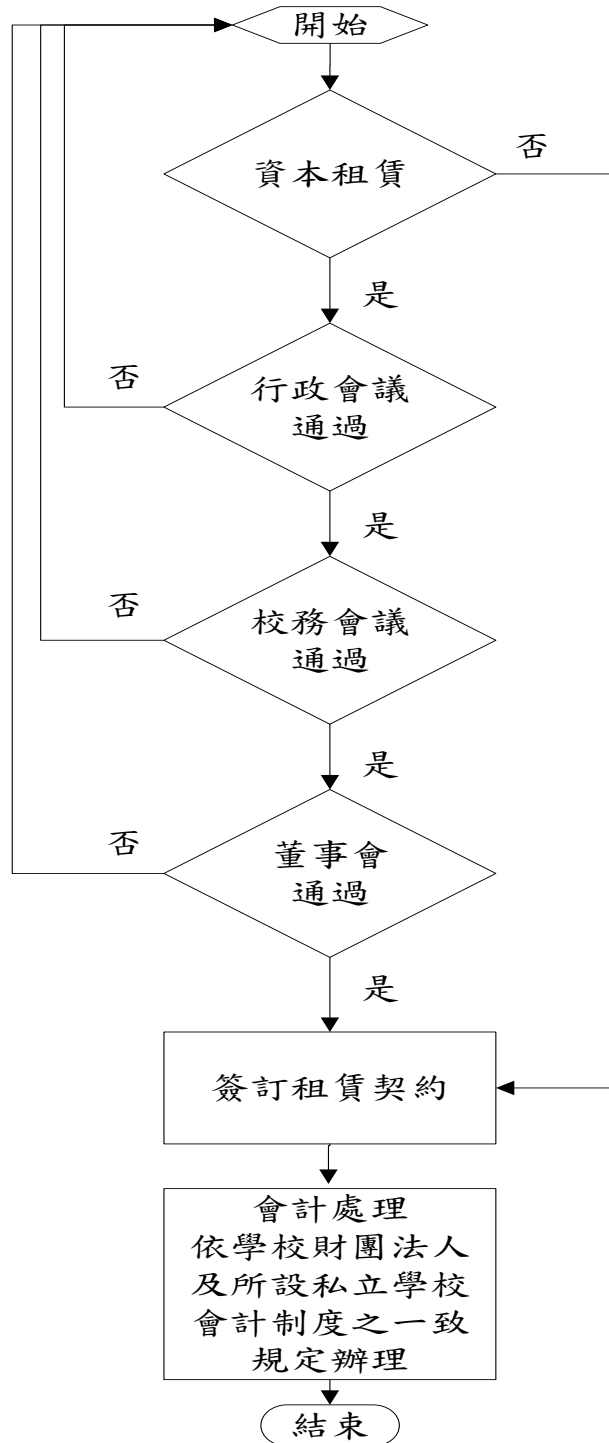 開始
資本租賃
否
是
行政會議
通過
否
是
校務會議
通過
否
是
董事會
通過
否
是
簽訂租賃契約
會計處理
依學校財團法人
及所設私立學校
會計制度之一致
規定辦理
結束